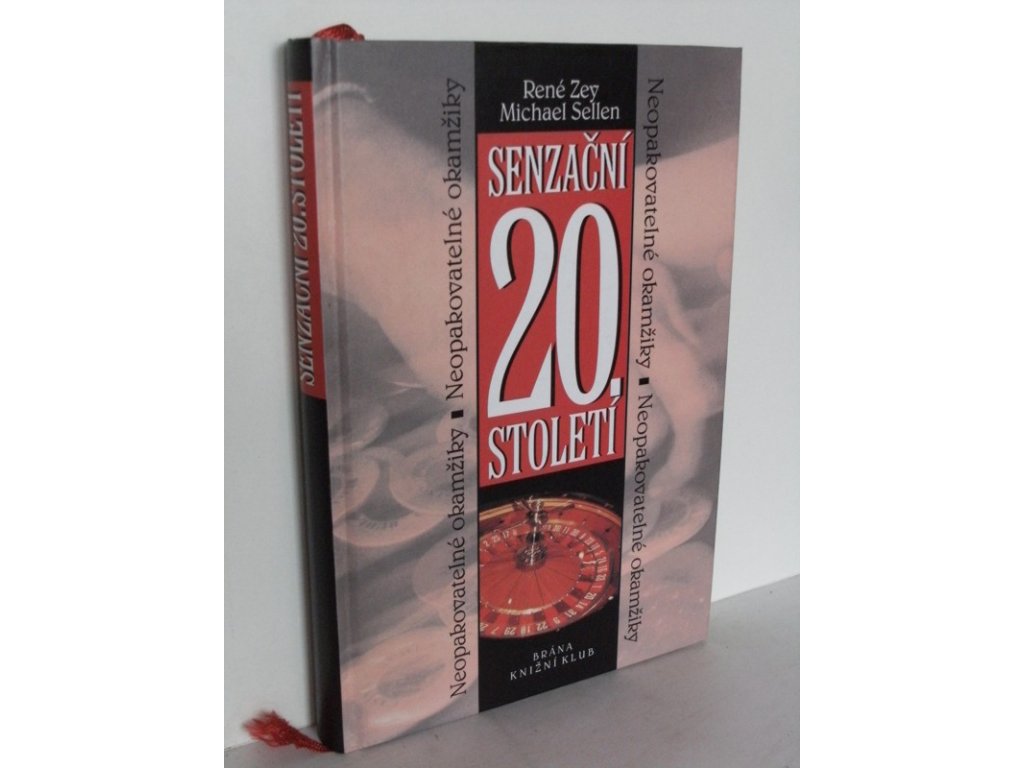 René Zey
Michael Sellen
SENZAČNÍ
20.
STOLETÍ
BRÁNA
KNIŽNÍ KLUB
Neopakovatelné okamžiky ■ Neopakovatelné okamžiky
Neopakovatelné okamžiky ■ Neopakovatelné okamžiky
SENZAČNÍ 20. STOLETÍ